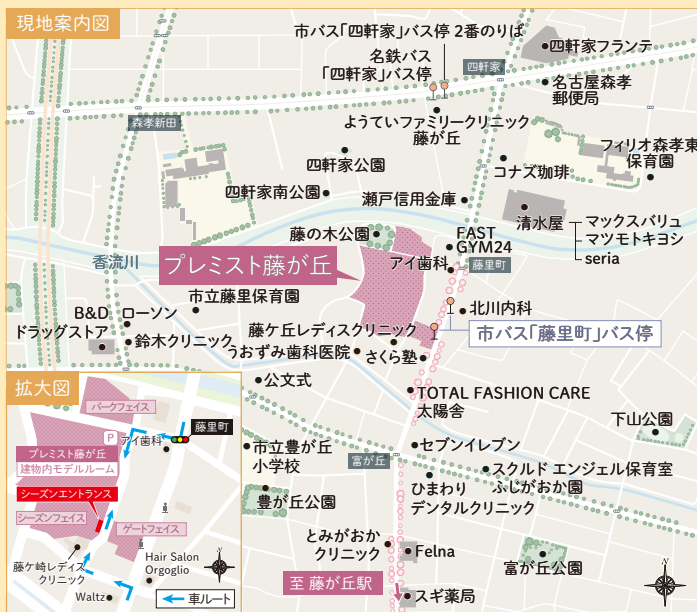 現地案内図
市バス「四軒家」バス停 2番のりば
名鉄バス
「四軒家」バス停
四軒家
四軒家フランテ
名古屋森孝
郵便局
森孝新田
ようていファミリークリニック
藤が丘
四軒家公園
コナズ珈琲
フィリオ森孝東
保育園
四軒家南公園
瀬戸信用金庫
清水屋
マックスバリュ
マツモトキヨシ
seria
藤の木公園
FAST
GYM24
アイ歯科
藤里町
香流川
プレミスト藤が丘
市立藤里保育園
北川内科
市バス「藤里町」バス停
B&D
ドラッグストア
ローソン
鈴木クリニック
藤ケ丘レディスクリニック
うおずみ歯科医院
さくら塾
公文式
TOTAL FASHION CARE
太陽舎
下山公園
市立豊が丘
小学校
富が丘
セブンイレブン
スクルド エンジェル保育室
ふじがおか園
豊が丘公園
ひまわり
デンタルクリニック
とみがおか
クリニック
Felna
富が丘公園
至 藤が丘駅
スギ薬局
N
拡大図
パークフェイス
P
アイ歯科
藤里町
プレミスト藤が丘
建物内モデルルーム
シーズンエントランス
シーズンフェイス
ゲートフェイス
藤ケ崎レディス
クリニック
Hair Salon
Orgoglio
Waltz
N
車ルート